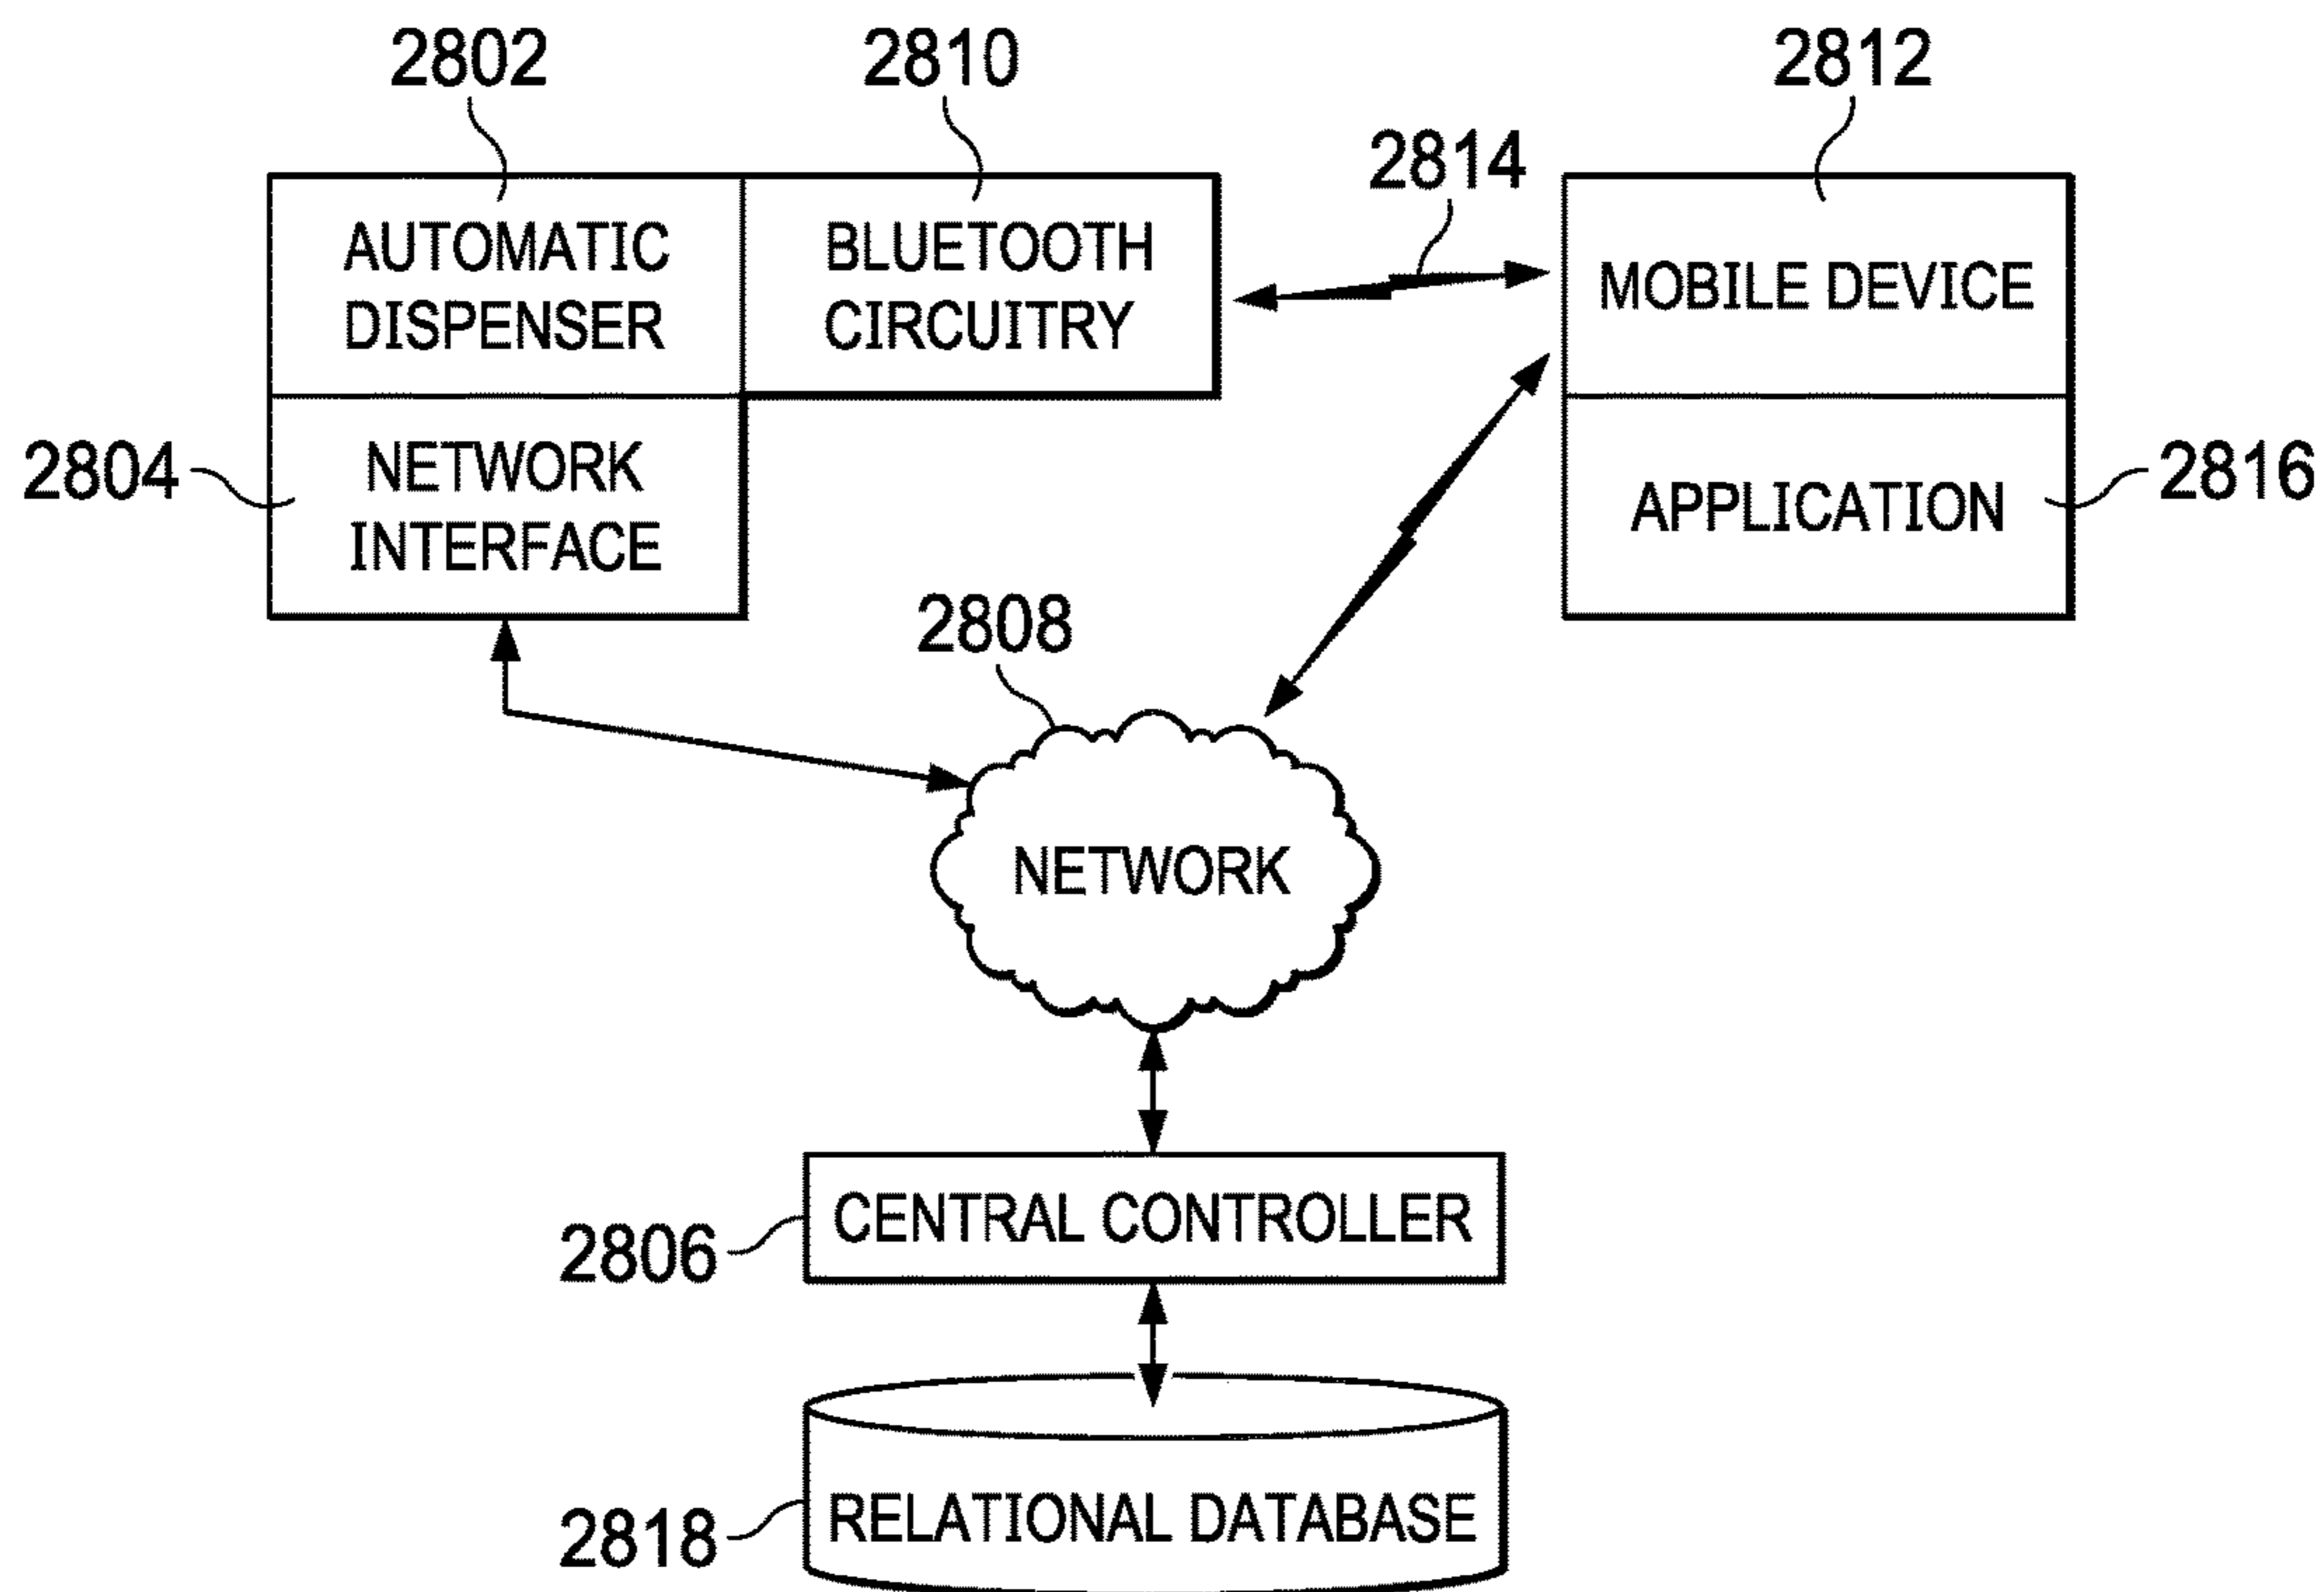 2802
2810
2812
2814
AUTOMATIC
DISPENSER
BLUETOOTH
CIRCUITRY
MOBILE DEVICE
2804
NETWORK
INTERFACE
APPLICATION
2816
2808
NETWORK
2806
CENTRAL CONTROLLER
2818
RELATIONAL DATABASE